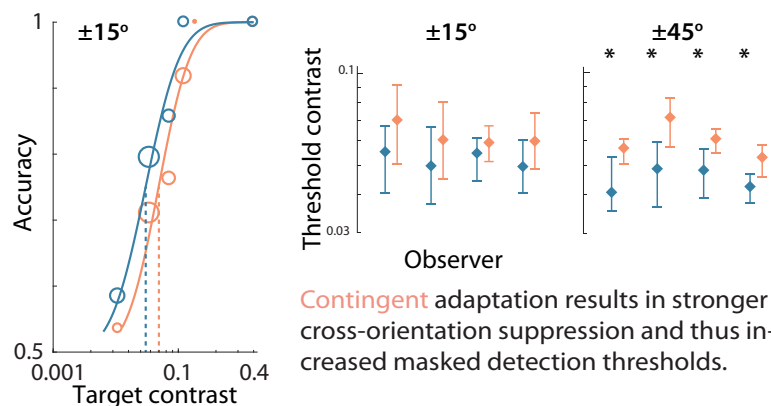 ±15º
1
0.5
Accuracy
0.001
0.1
0.4
Target contrast
±15º
±45º
* * * *
Threshold contrast
0.1
0.03
Observer
Contingent adaptation results in stronger
cross-orientation suppression and thus in-
creased masked detection thresholds.